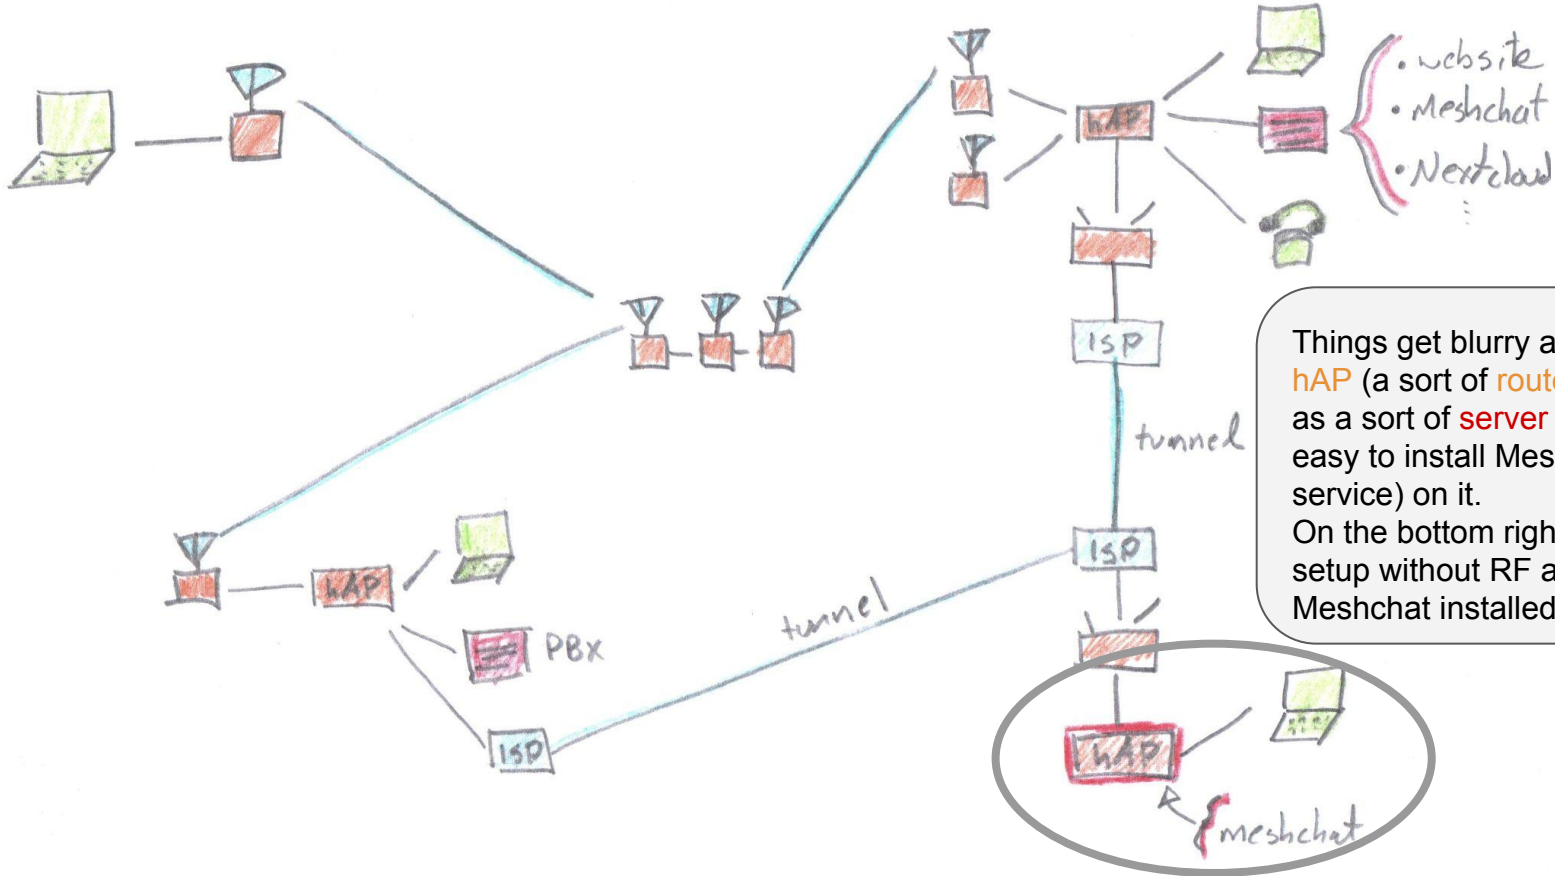 • website
• Meshchat
• Nextcloud
hAP
ISP
tunnel
Things get blurry a
hAP (a sort of route
as a sort of server
easy to install Mes
service) on it.
On the bottom righ
setup without RF a
Meshchat installed
ISP
hAP
tunnel
PBX
ISP
hAP
meshchat